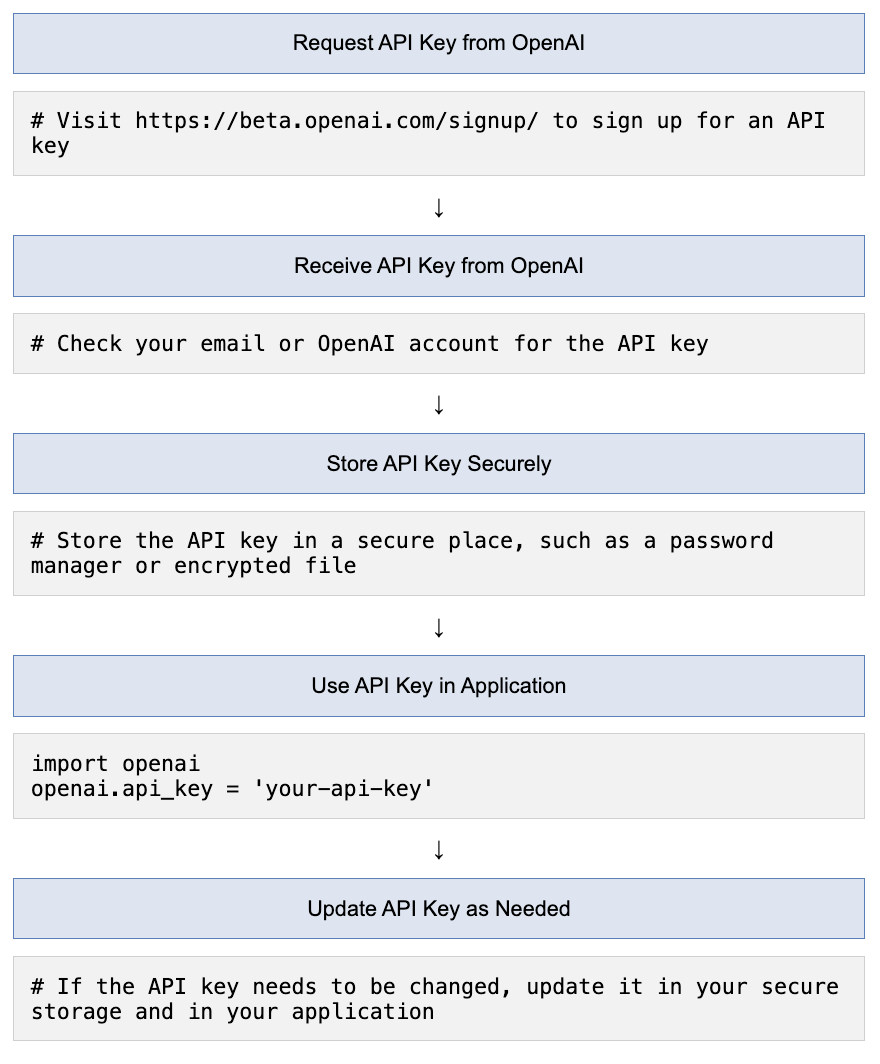 Request API Key from OpenAI
# Visit https://beta.openai.com/signup/ to sign up for an API
key
↓
Receive API Key from OpenAI
# Check your email or OpenAI account for the API key
↓
Store API Key Securely
# Store the API key in a secure place, such as a password
manager or encrypted file
↓
Use API Key in Application
import openai
openai.api_key = 'your-api-key'
↓
Update API Key as Needed
# If the API key needs to be changed, update it in your secure
storage and in your application